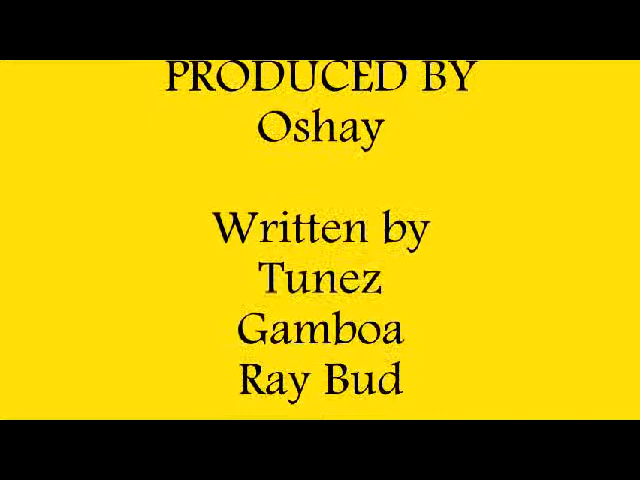 PRODUCED BY
Oshay
Written by
Tunez
Gamboa
Ray Bud